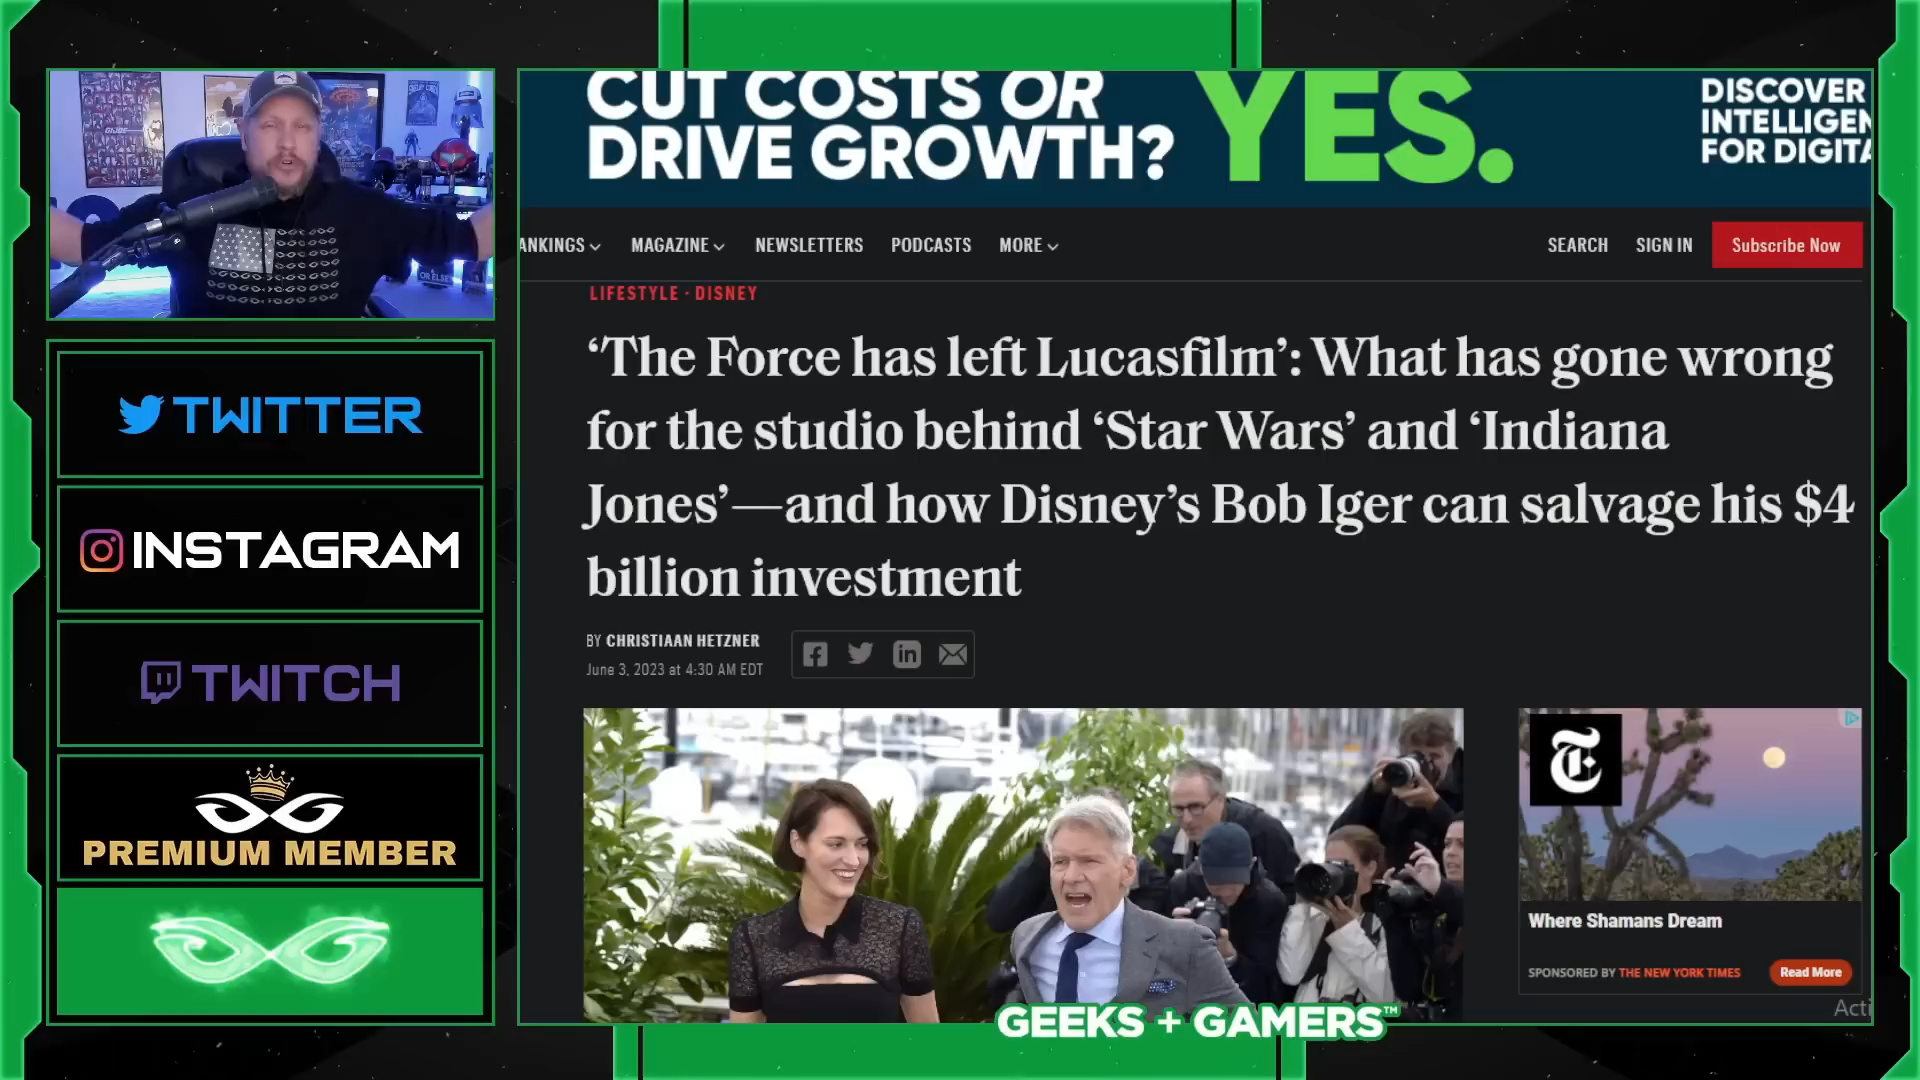 CUT COSTS OR
DRIVE GROWTH?
YES.
DISCOVER
INTELLIGEN
FOR DIGITA
ANKINGS
MAGAZINE
NEWSLETTERS
PODCASTS
MORE
SEARCH
SIGN IN
Subscribe Now
LIFESTYLE · DISNEY
‘The Force has left Lucasfilm’: What has gone wrong
for the studio behind ‘Star Wars’ and ‘Indiana
Jones’—and how Disney’s Bob Iger can salvage his $4
billion investment
BY CHRISTIAAN HETZNER
June 3, 2023 at 4:30 AM EDT
TWITTER
INSTAGRAM
TWITCH
PREMIUM MEMBER
Where Shamans Dream
SPONSORED BY THE NEW YORK TIMES
Read More
Acti
GEEKS + GAMERS™